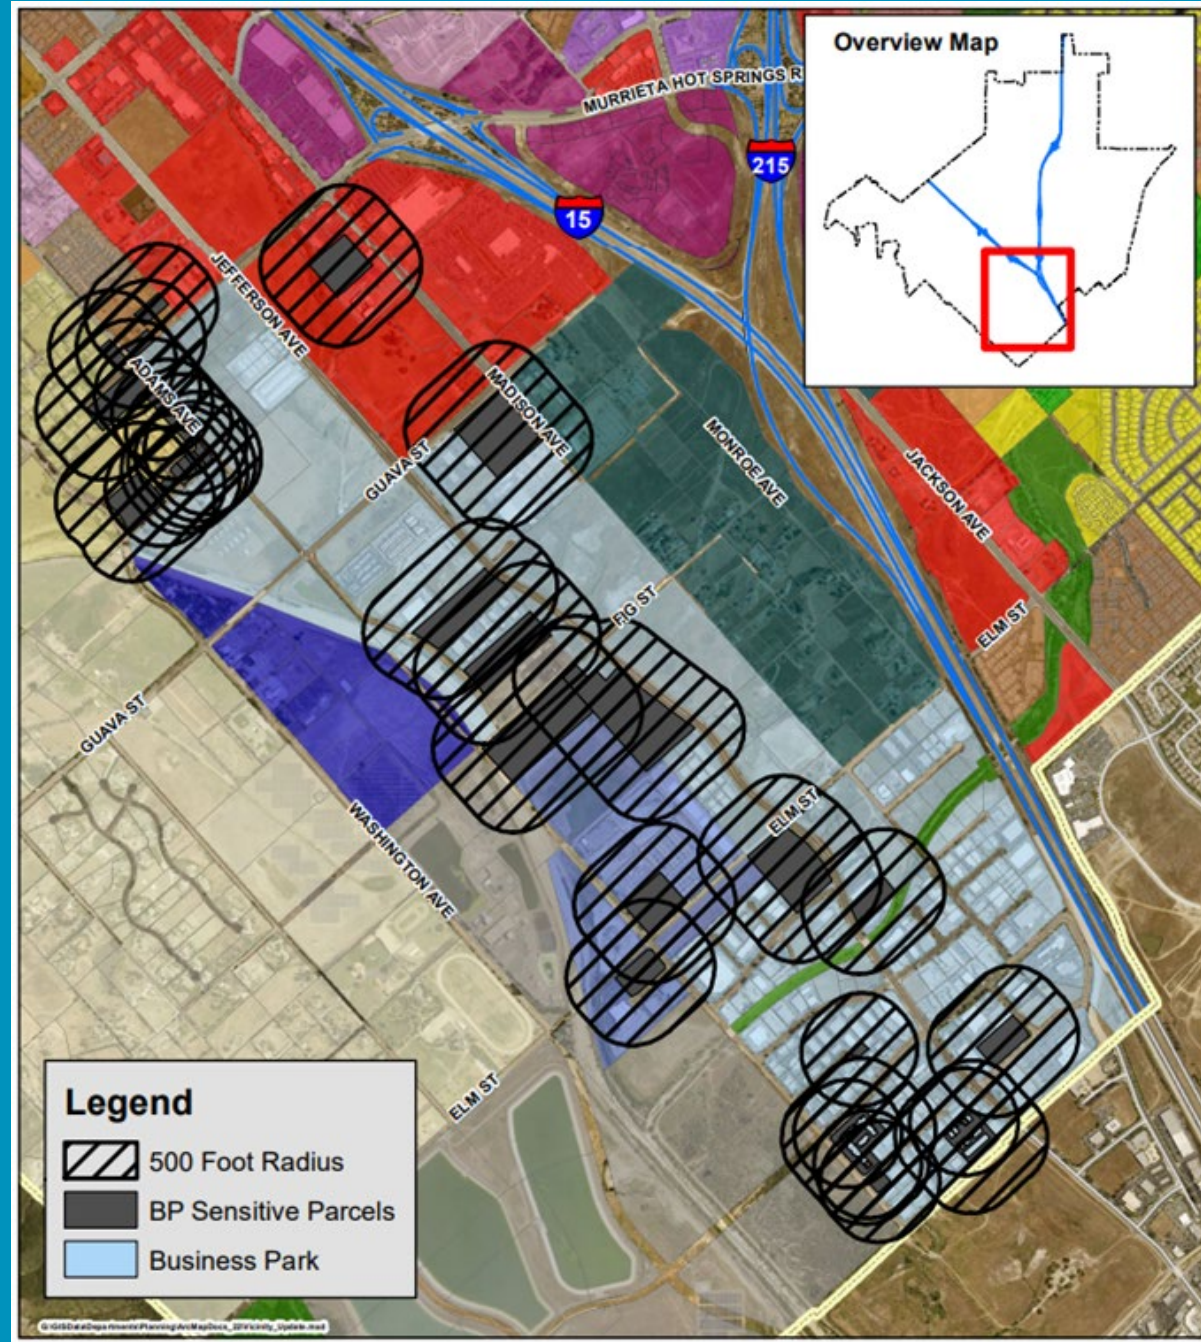 Overview Map
MURRIETA HOT SPRINGS R
215
15
JEFFERSON AVE
ADAMS AVE
MADISON AVE
GUAVA ST
MONROE AVE
JACKSON AVE
FIG ST
ELM ST
GUAVA ST
WASHINGTON AVE
ELM ST
ELM ST
Legend
500 Foot Radius
BP Sensitive Parcels
Business Park